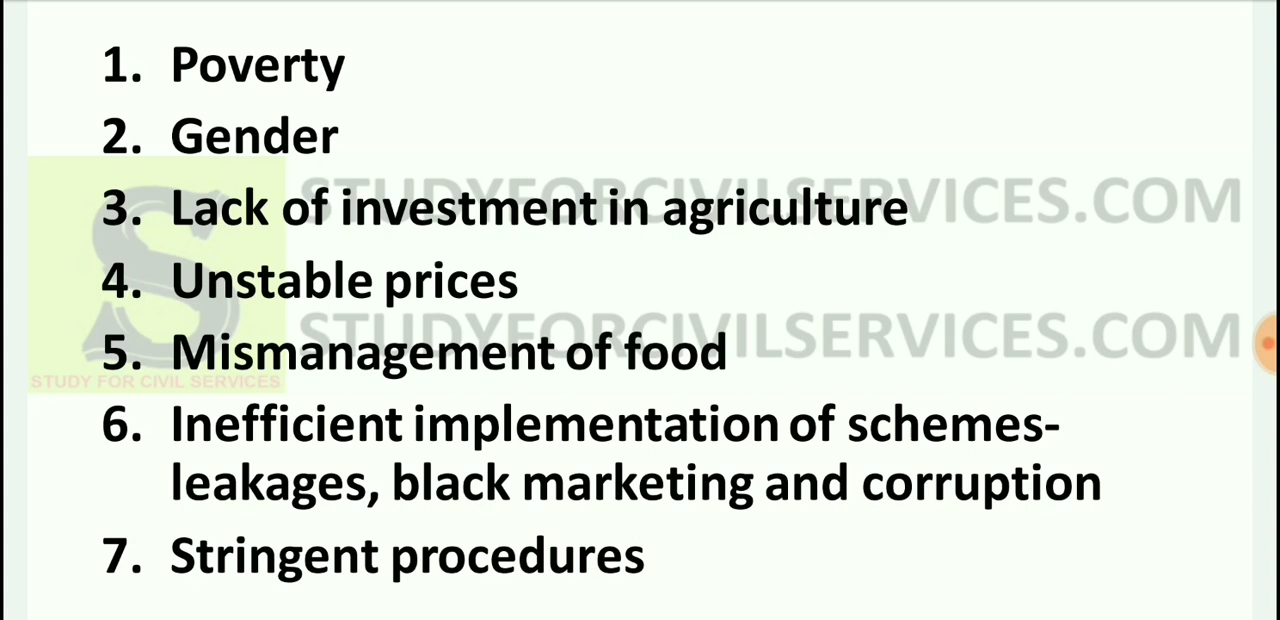 1. Poverty
2. Gender
STUDYFORCIVILSERVICES.COM
3. Lack of investment in agriculture
4. Unstable prices
STUDYFORCIVILSERVICES.COM
5. Mismanagement of food
STUDY FOR CIVIL SERVICES
6. Inefficient implementation of schemes-
leakages, black marketing and corruption
7. Stringent procedures